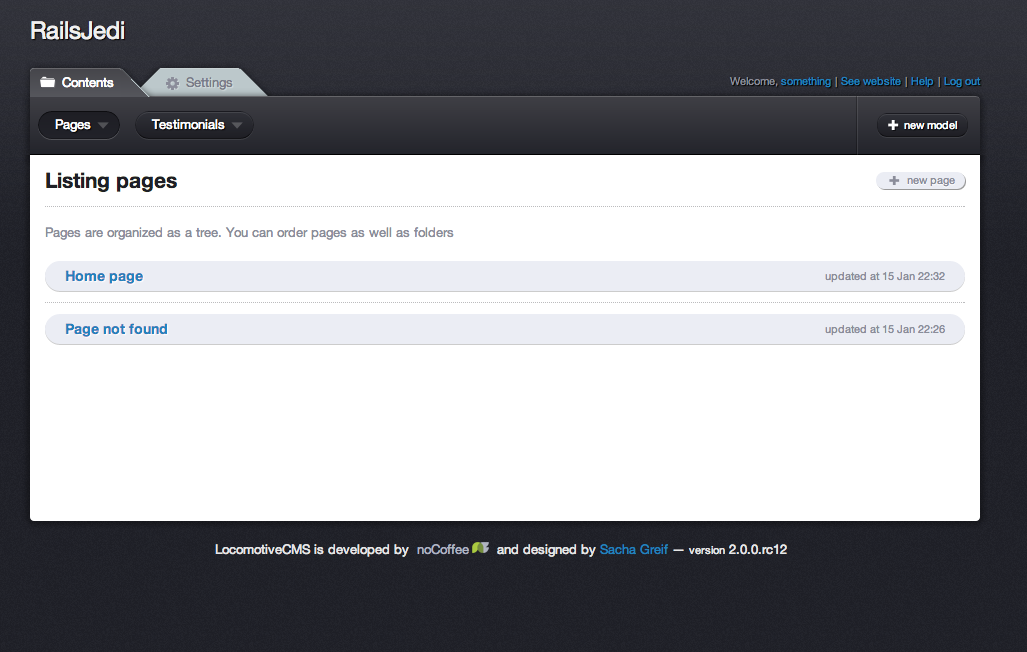 RailsJedi
Contents Settings Welcome, something | See website | Help | Log out
Pages Testimonials + new model
Listing pages + new page
Pages are organized as a tree. You can order pages as well as folders
Home page updated at 15 Jan 22:32
Page not found updated at 15 Jan 22:26
LocomotiveCMS is developed by noCoffee and designed by Sacha Greif — version 2.0.0.rc12